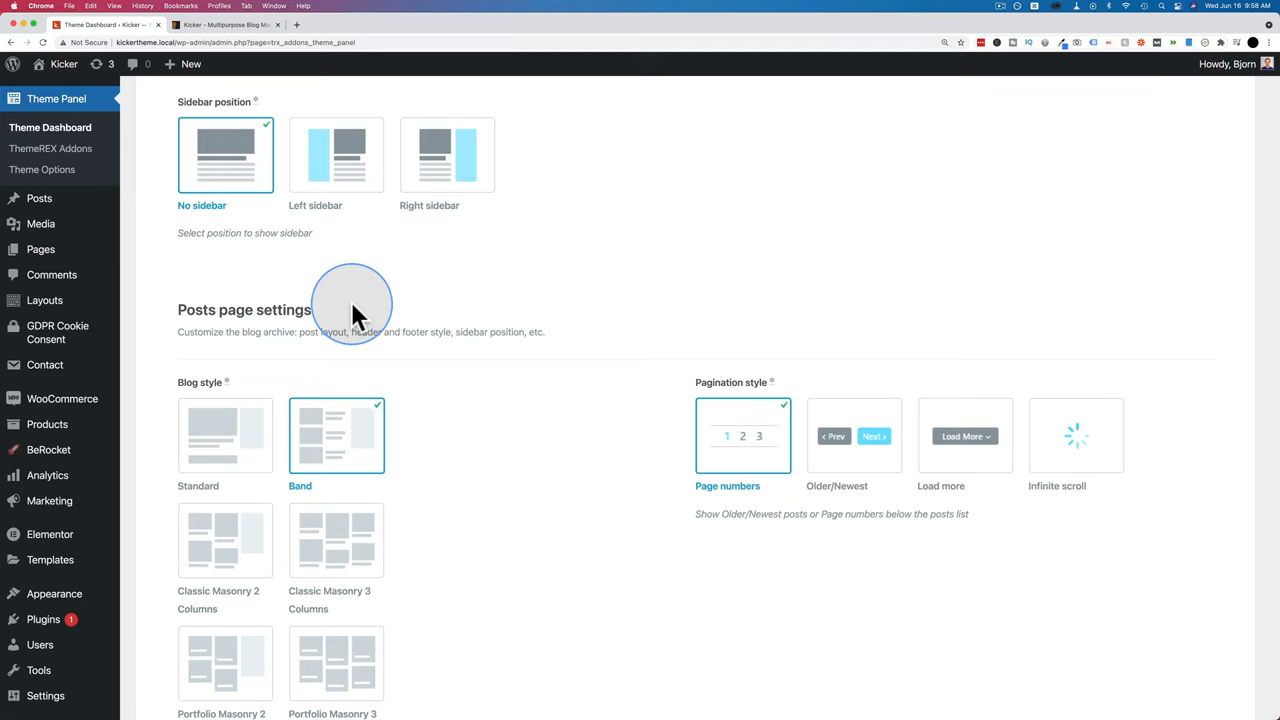 Chrome File Edit View History Bookmarks Profiles Tab Window Help
Wed Jun 16 9:58 AM
Theme Dashboard ‹ Kicker —
Kicker - Multipurpose Blog Ma
Not Secure kickertheme.local/wp-admin/admin.php?page=trx_addons_theme_panel
Kicker 3 0 New
Howdy, Bjorn
Theme Panel
Theme Dashboard
ThemeREX Addons
Theme Options
Posts
Media
Pages
Comments
Layouts
GDPR Cookie
Consent
Contact
WooCommerce
Products
BeRocket
Analytics
Marketing
Elementor
Templates
Appearance
Plugins 1
Users
Tools
Settings
Sidebar position
No sidebar Left sidebar Right sidebar
Select position to show sidebar
Posts page settings
Customize the blog archive: post layout, header and footer style, sidebar position, etc.
Blog style
Standard Band
Classic Masonry 2
Columns
Classic Masonry 3
Columns
Portfolio Masonry 2
Portfolio Masonry 3
Pagination style
1 2 3
‹ Prev Next ›
Load More
Page numbers Older/Newest Load more Infinite scroll
Show Older/Newest posts or Page numbers below the posts list